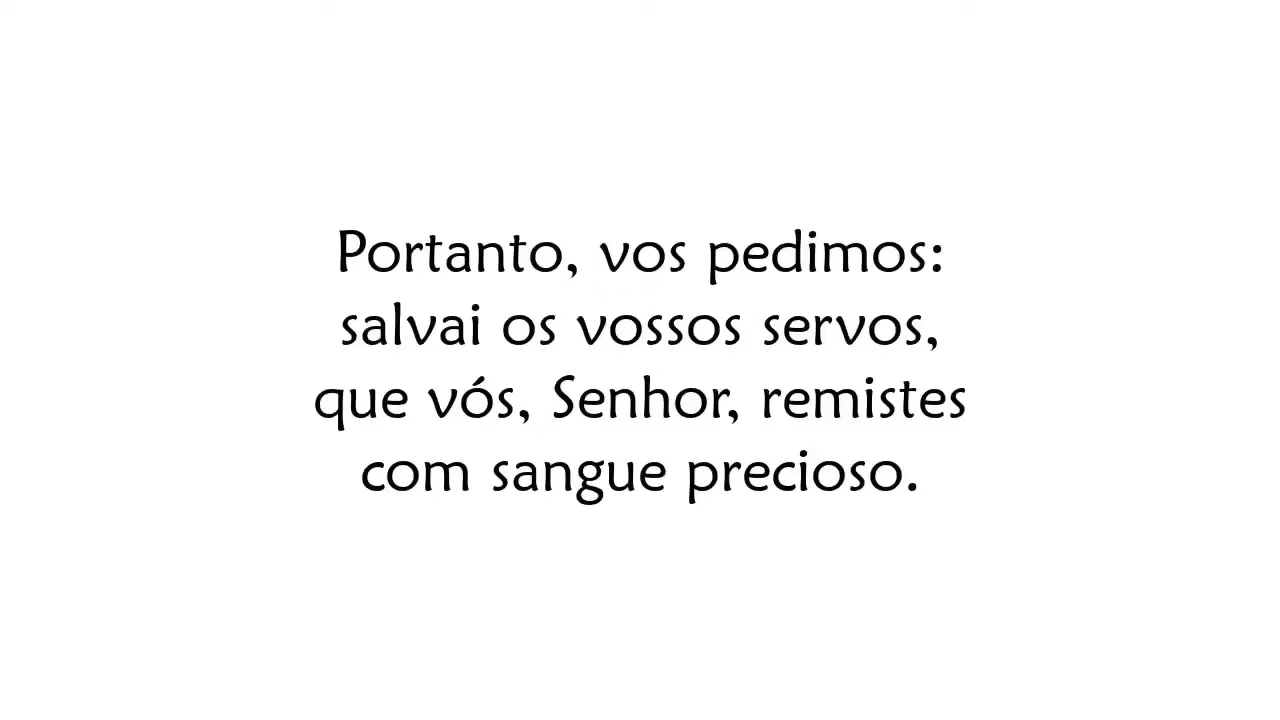 Portanto, vos pedimos:
salvai os vossos servos,
que vós, Senhor, remistes
com sangue precioso.